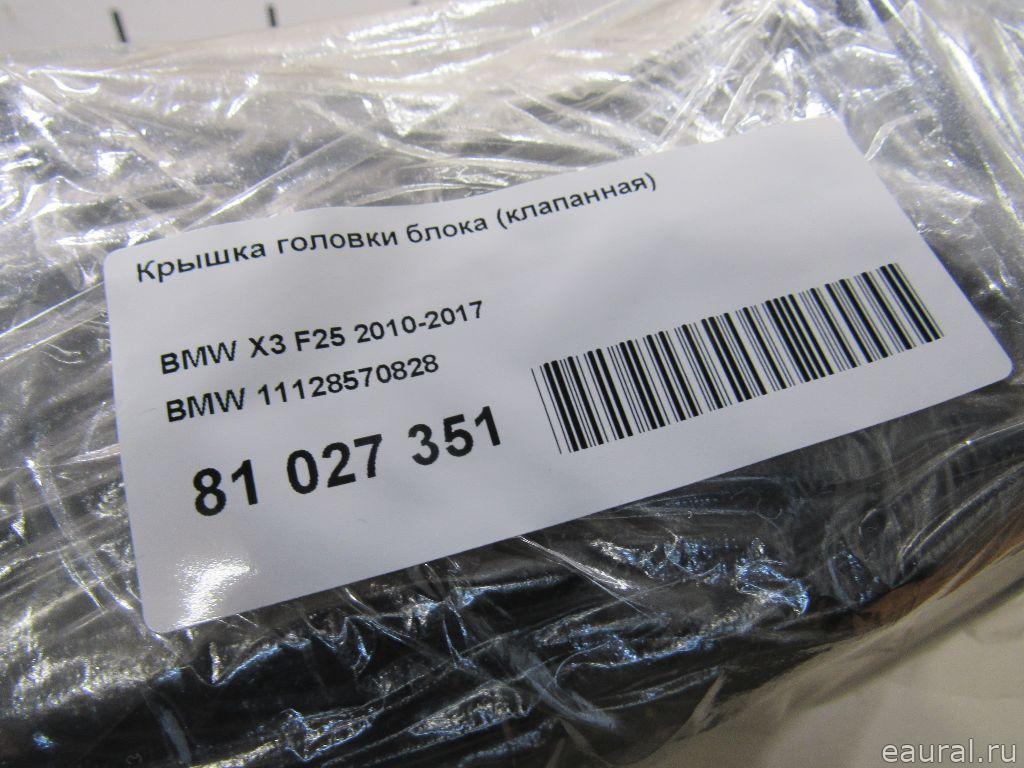 Крышка головки блока (клапанная)
BMW X3 F25 2010-2017
BMW 11128570828
81 027 351
eaural.ru